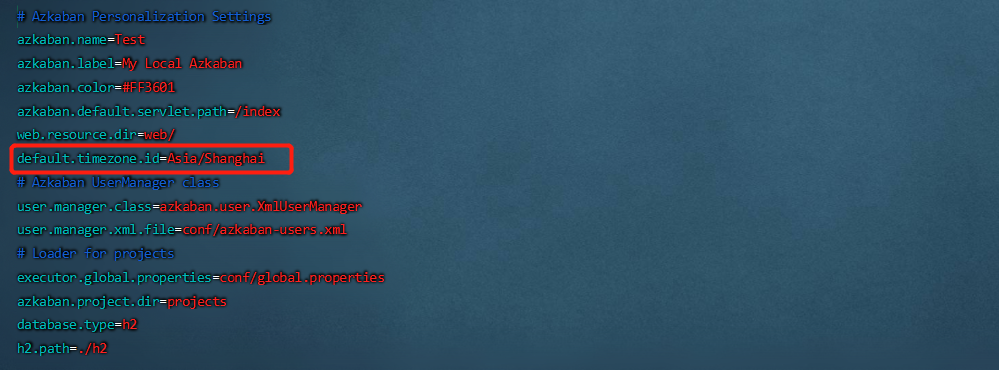 # Azkaban Personalization Settings
azkaban.name=Test
azkaban.label=My Local Azkaban
azkaban.color=#FF3601
azkaban.default.servlet.path=/index
web.resource.dir=web/
default.timezone.id=Asia/Shanghai
# Azkaban UserManager class
user.manager.class=azkaban.user.XmlUserManager
user.manager.xml.file=conf/azkaban-users.xml
# Loader for projects
executor.global.properties=conf/global.properties
azkaban.project.dir=projects
database.type=h2
h2.path=./h2